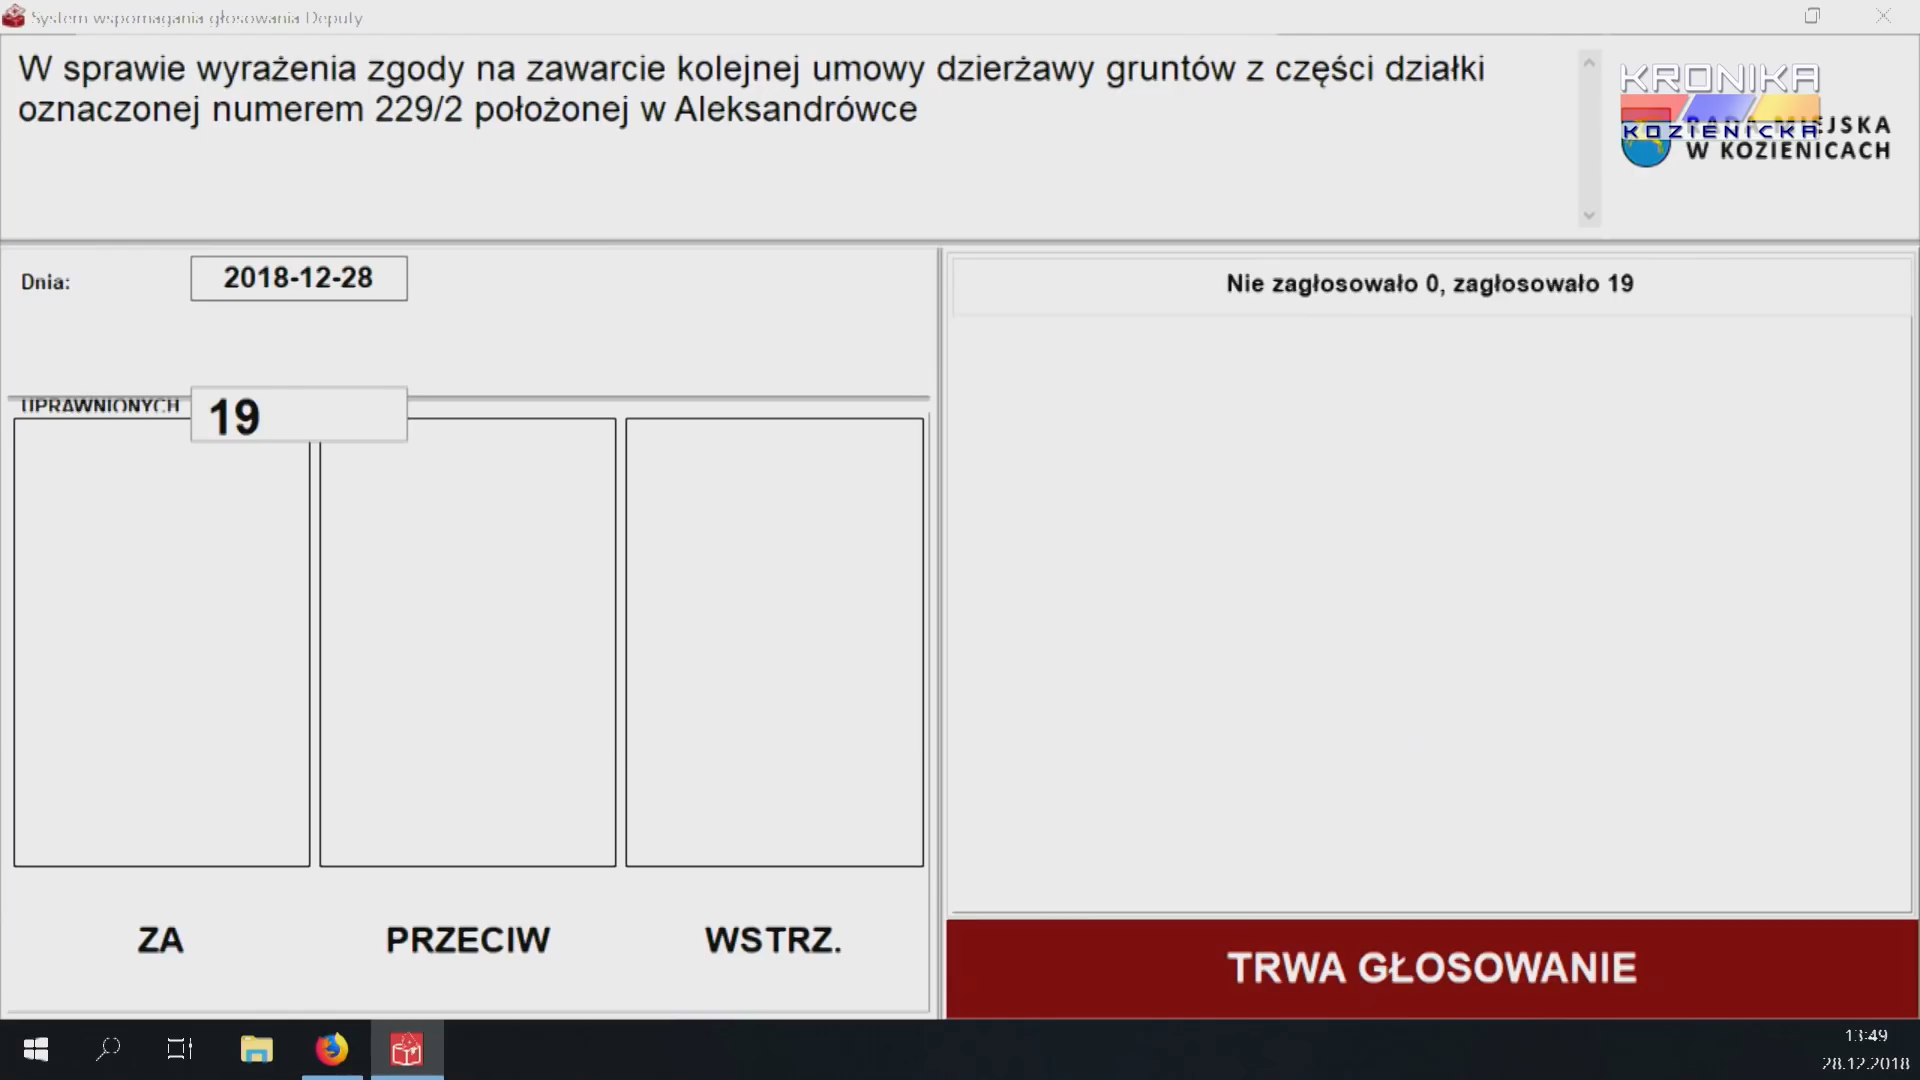 System wspomagania głosowania Deputy
W sprawie wyrażenia zgody na zawarcie kolejnej umowy dzierżawy gruntów z części działki
oznaczonej numerem 229/2 położonej w Aleksandrówce
KRONIKA
KOZIENICKA
RADA MIEJSKA
W KOZIENICACH
Dnia:
2018-12-28
Nie zagłosowało 0, zagłosowało 19
UPRAWNIONYCH
19
ZA
PRZECIW
WSTRZ.
TRWA GŁOSOWANIE
13:49
28.12.2018